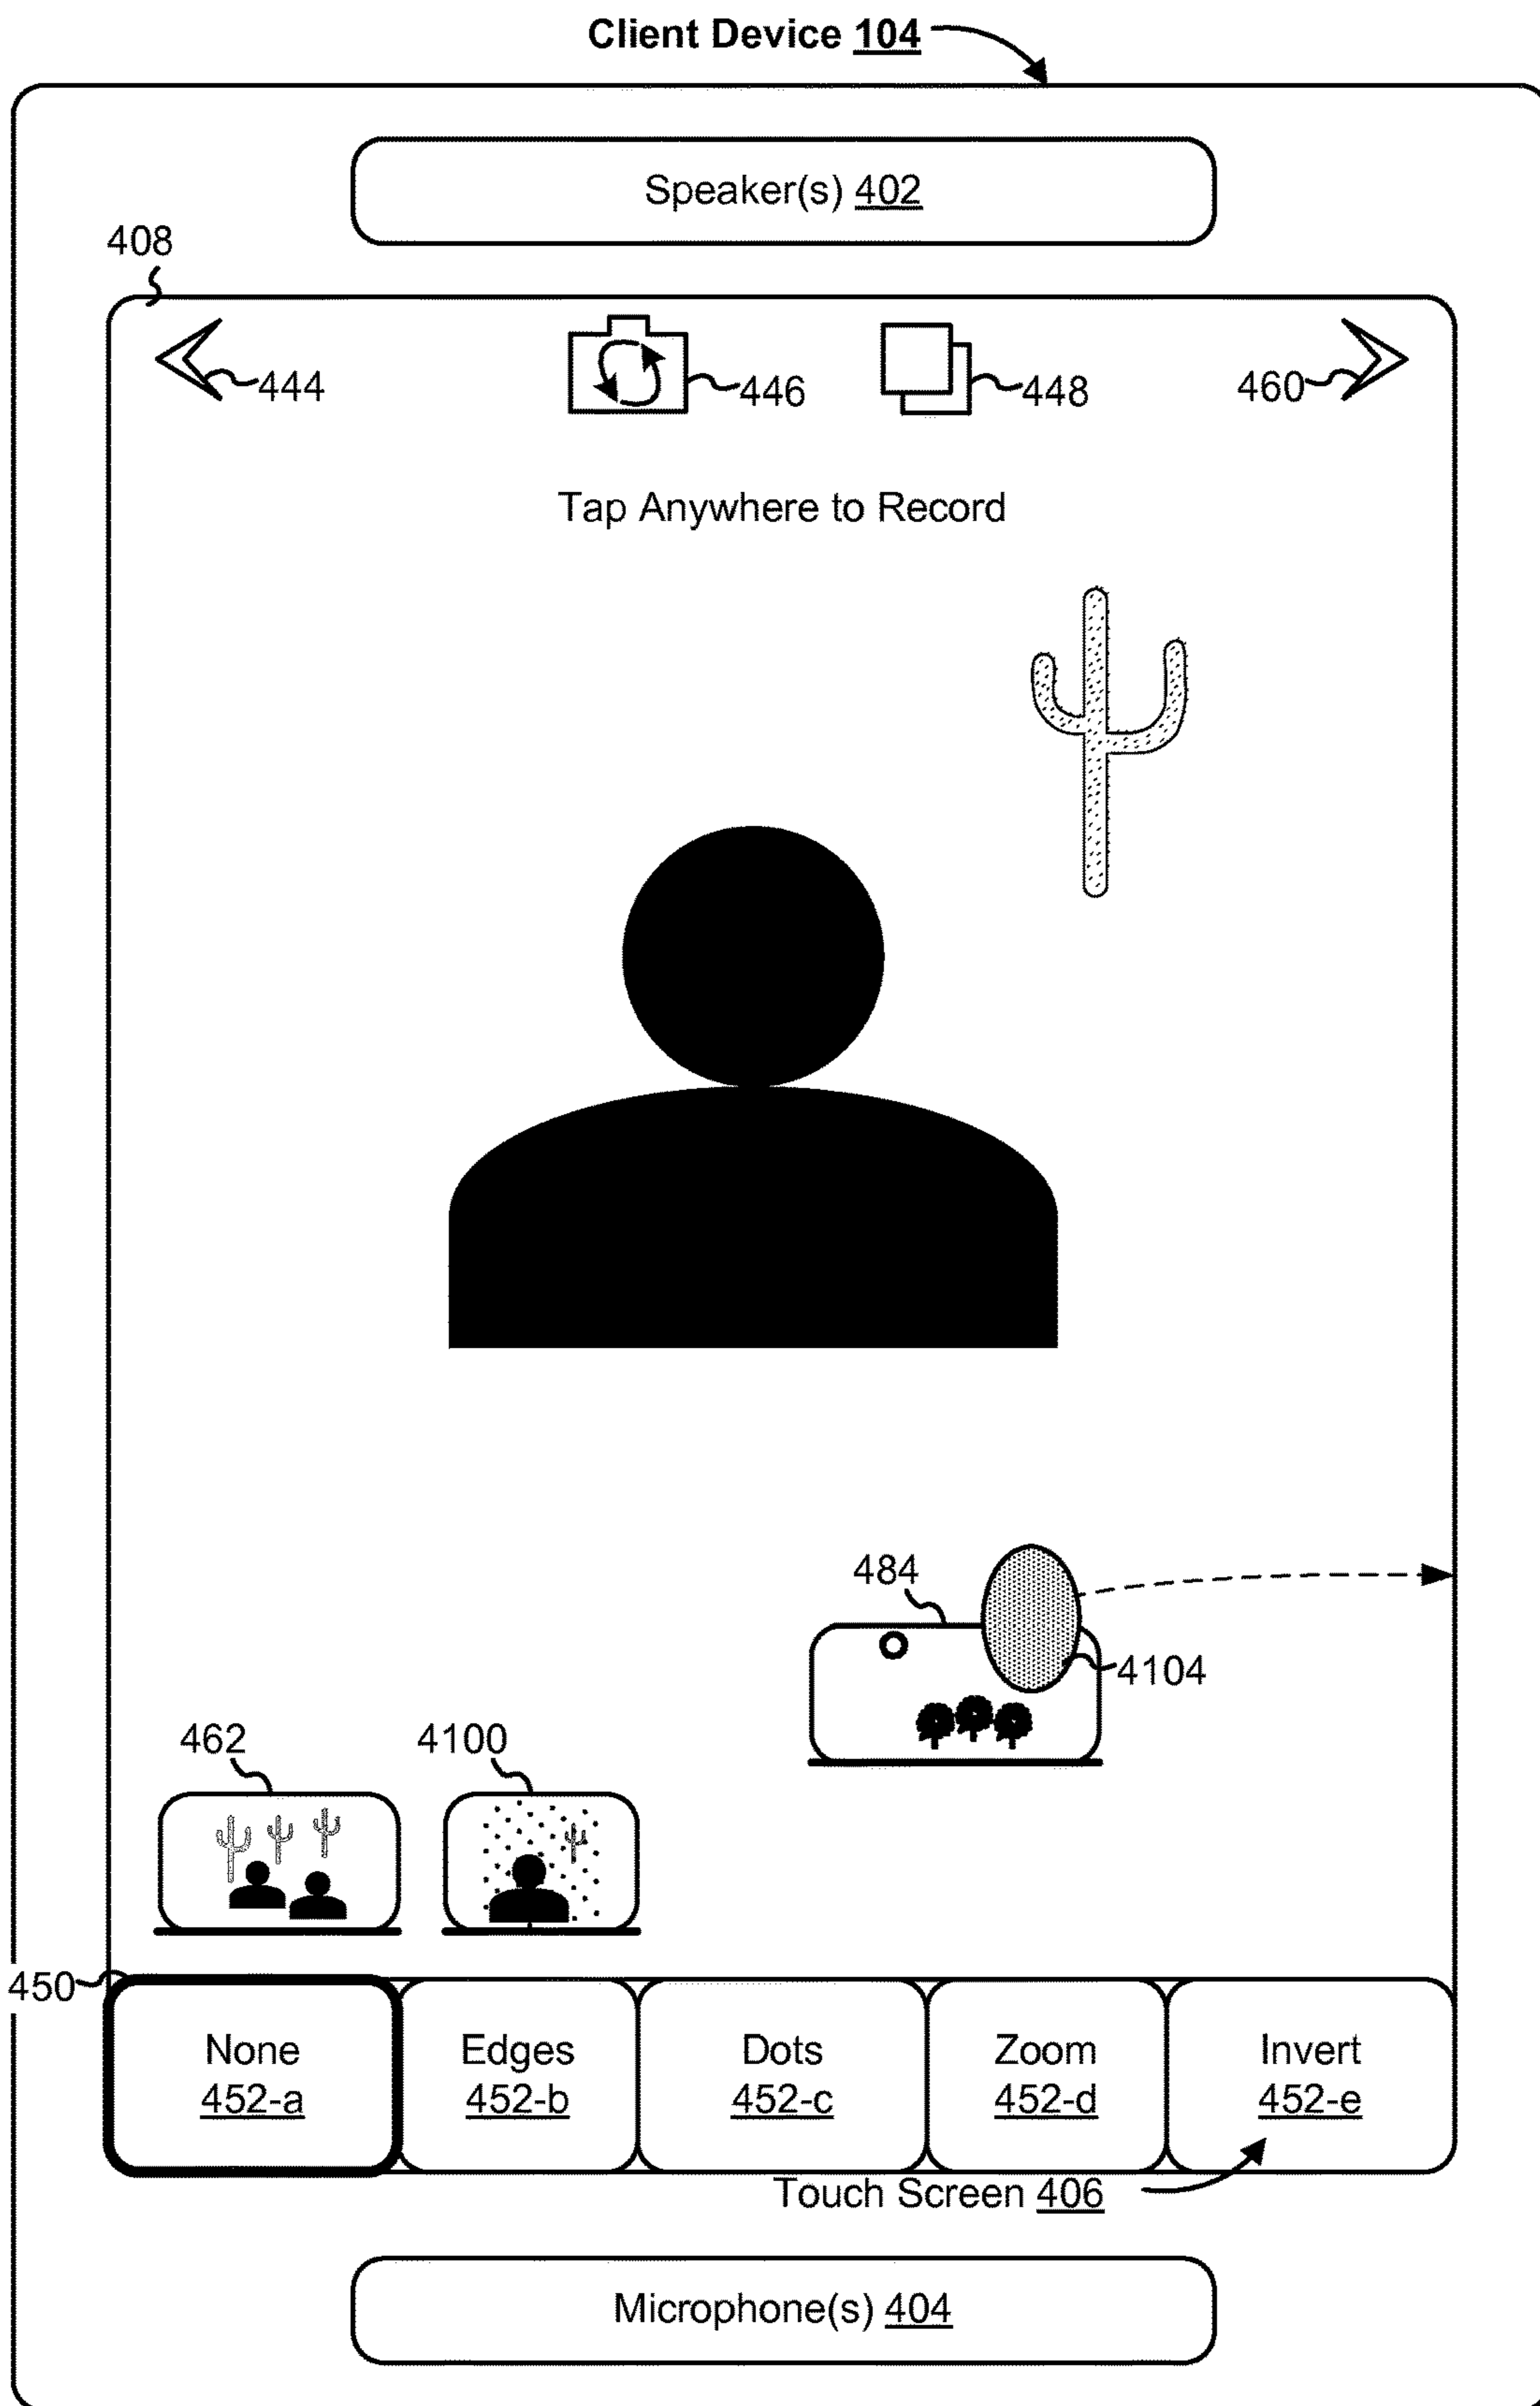 Client Device 104
Speaker(s) 402
408
444
446
448
460
Tap Anywhere to Record
484
4104
462
4100
450
None
452-a
Edges
452-b
Dots
452-c
Zoom
452-d
Invert
452-e
Touch Screen 406
Microphone(s) 404